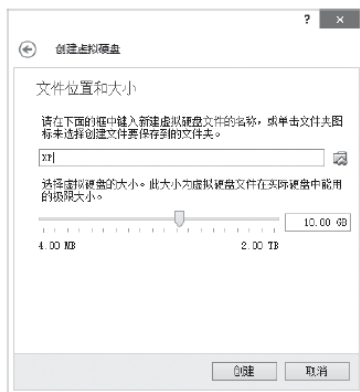 ? ×
创建虚拟硬盘
文件位置和大小
请在下面的框中键入新建虚拟硬盘文件的名称，或单击文件夹图
标来选择创建文件要保存到的文件夹。
XP
选择虚拟硬盘的大小。此大小为虚拟硬盘文件在实际硬盘中能用
的极限大小。
10.00 GB
4.00 MB 2.00 TB
创建 取消